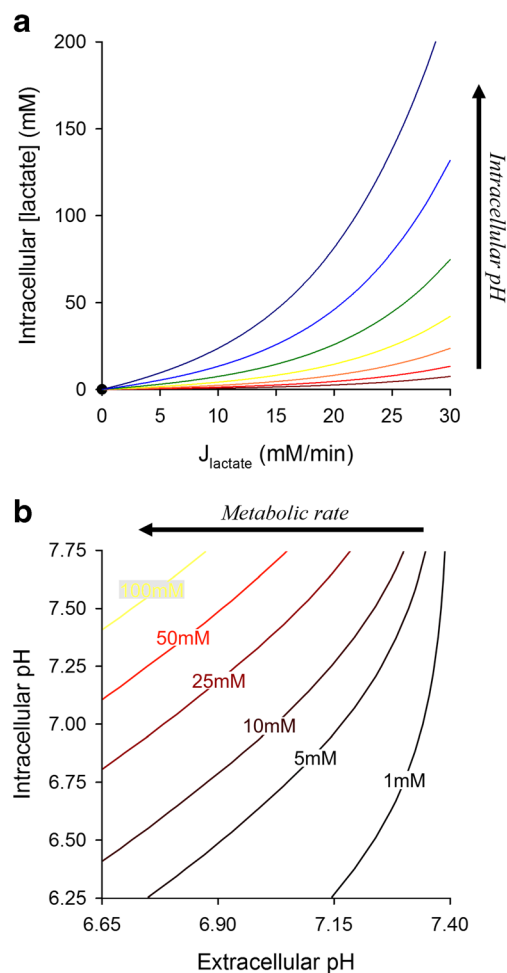 a
200
150
100
50
0
Intracellular [lactate] (mM)
0 5 10 15 20 25 30
J lactate (mM/min)
Intracellular pH
b
Metabolic rate
7.75
7.50
7.25
7.00
6.75
6.50
6.25
Intracellular pH
100mM
50mM
25mM
10mM
5mM
1mM
6.65 6.90 7.15 7.40
Extracellular pH